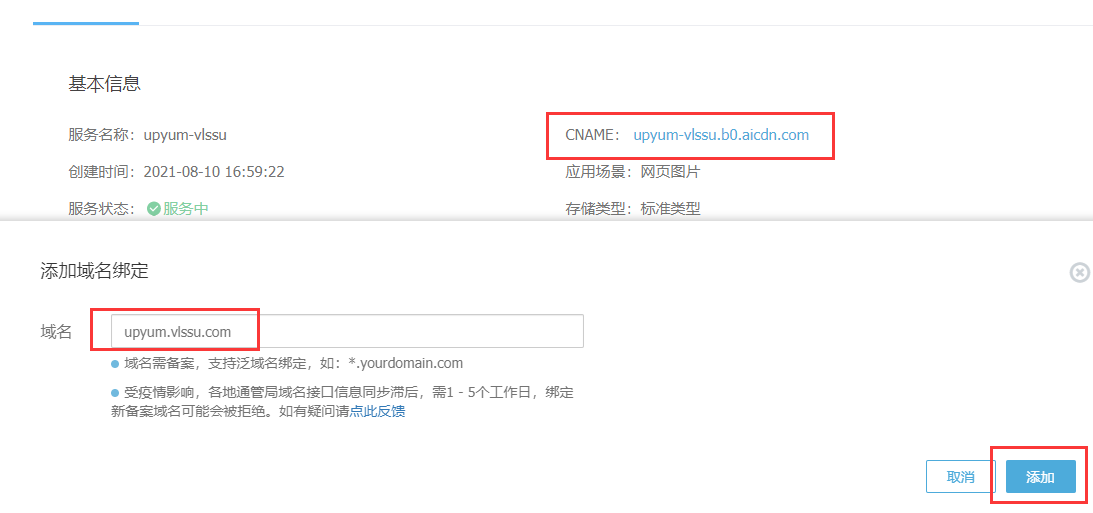 基本信息
服务名称：upyum-vlssu
CNAME： upyum-vlssu.b0.aicdn.com
创建时间：2021-08-10 16:59:22
应用场景：网页图片
服务状态： 服务中
存储类型：标准类型
添加域名绑定
域名
upyum.vlssu.com
域名需备案，支持泛域名绑定，如：*.yourdomain.com
受疫情影响，各地通管局域名接口信息同步滞后，需1 - 5个工作日，绑定
新备案域名可能会被拒绝。如有疑问请点此反馈
取消
添加